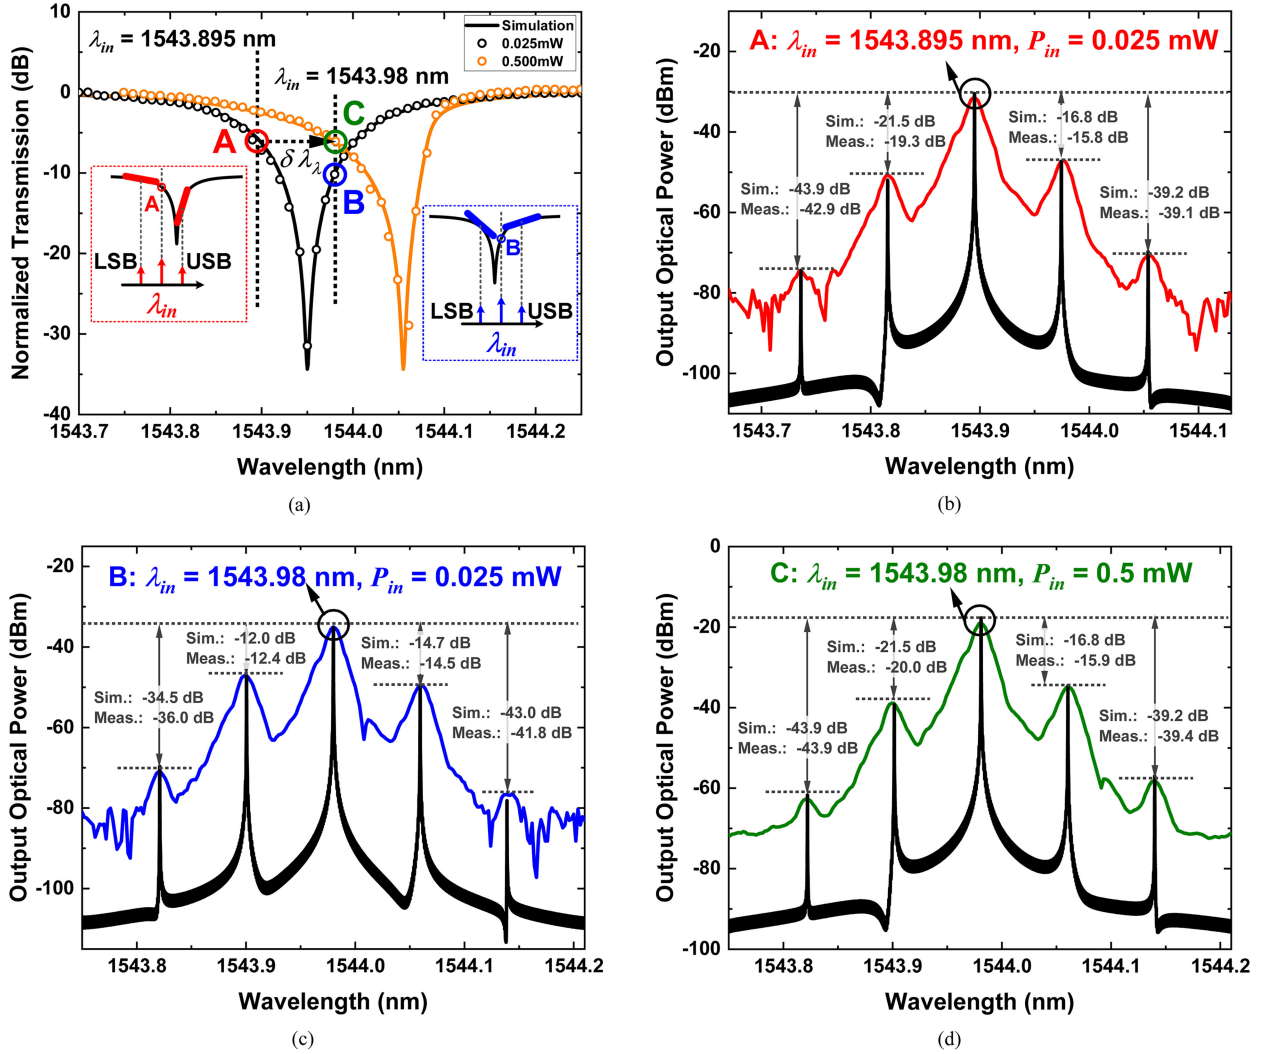 λin = 1543.895 nm
Simulation
0.025mW
0.500mW
λin = 1543.98 nm
A
C
B
δ λλ
A
LSB
USB
λin
B
LSB
USB
λin
10
0
-10
-20
-30
-40
1543.7
1543.8
1543.9
1544.0
1544.1
1544.2
Normalized Transmission (dB)
Wavelength (nm)
(a)
A: λin = 1543.895 nm, Pin = 0.025 mW
Sim.: -21.5 dB
Meas.: -19.3 dB
Sim.: -16.8 dB
Meas.: -15.8 dB
Sim.: -43.9 dB
Meas.: -42.9 dB
Sim.: -39.2 dB
Meas.: -39.1 dB
-20
-40
-60
-80
-100
1543.7
1543.8
1543.9
1544.0
1544.1
Output Optical Power (dBm)
Wavelength (nm)
(b)
B: λin = 1543.98 nm, Pin = 0.025 mW
Sim.: -12.0 dB
Meas.: -12.4 dB
Sim.: -14.7 dB
Meas.: -14.5 dB
Sim.: -34.5 dB
Meas.: -36.0 dB
Sim.: -43.0 dB
Meas.: -41.8 dB
-20
-40
-60
-80
-100
1543.8
1543.9
1544.0
1544.1
1544.2
Output Optical Power (dBm)
Wavelength (nm)
(c)
C: λin = 1543.98 nm, Pin = 0.5 mW
Sim.: -21.5 dB
Meas.: -20.0 dB
Sim.: -16.8 dB
Meas.: -15.9 dB
Sim.: -43.9 dB
Meas.: -43.9 dB
Sim.: -39.2 dB
Meas.: -39.4 dB
0
-20
-40
-60
-80
-100
1543.8
1543.9
1544.0
1544.1
1544.2
Output Optical Power (dBm)
Wavelength (nm)
(d)